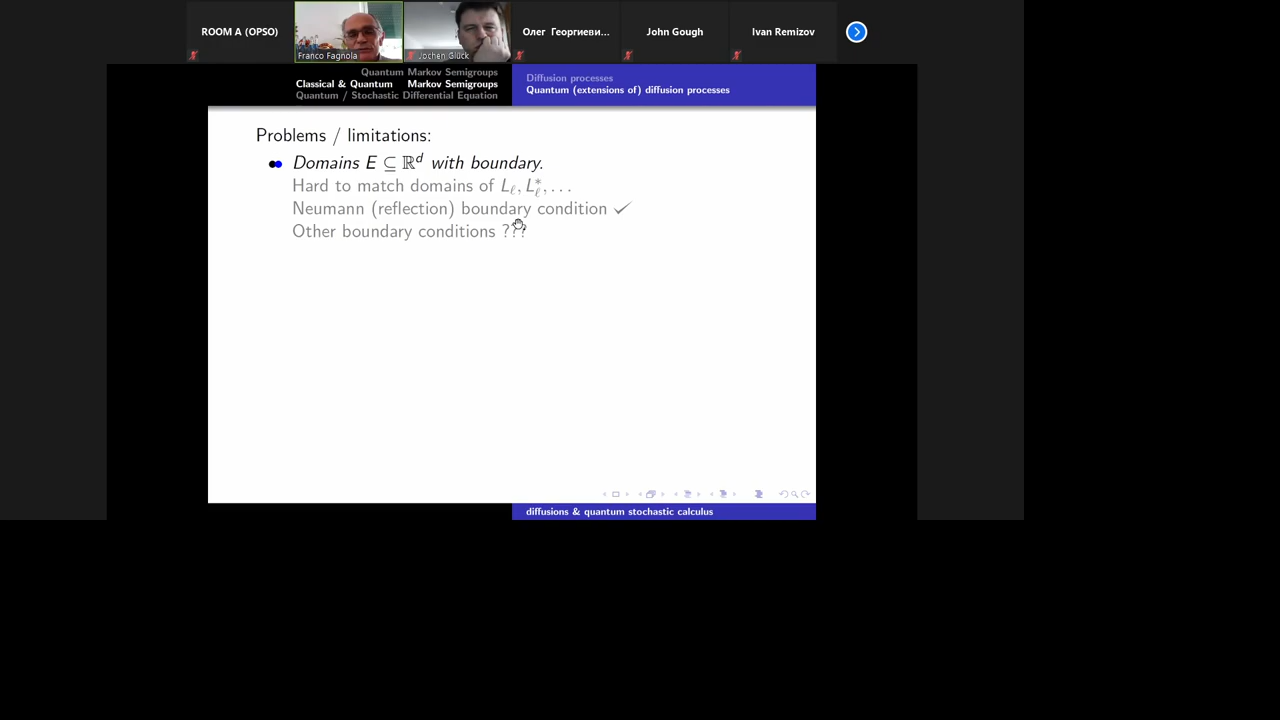 ROOM A (OPSO)
Franco Fagnola
Jochen Glück
Олег Георгиеви...
John Gough
Ivan Remizov
Quantum Markov Semigroups
Classical & Quantum Markov Semigroups
Quantum / Stochastic Differential Equation
Diffusion processes
Quantum (extensions of) diffusion processes
Problems / limitations:
Domains E ⊆ ℝ^d with boundary.
Hard to match domains of L_ℓ, L_ℓ^*, ...
Neumann (reflection) boundary condition ✓
Other boundary conditions ???
diffusions & quantum stochastic calculus